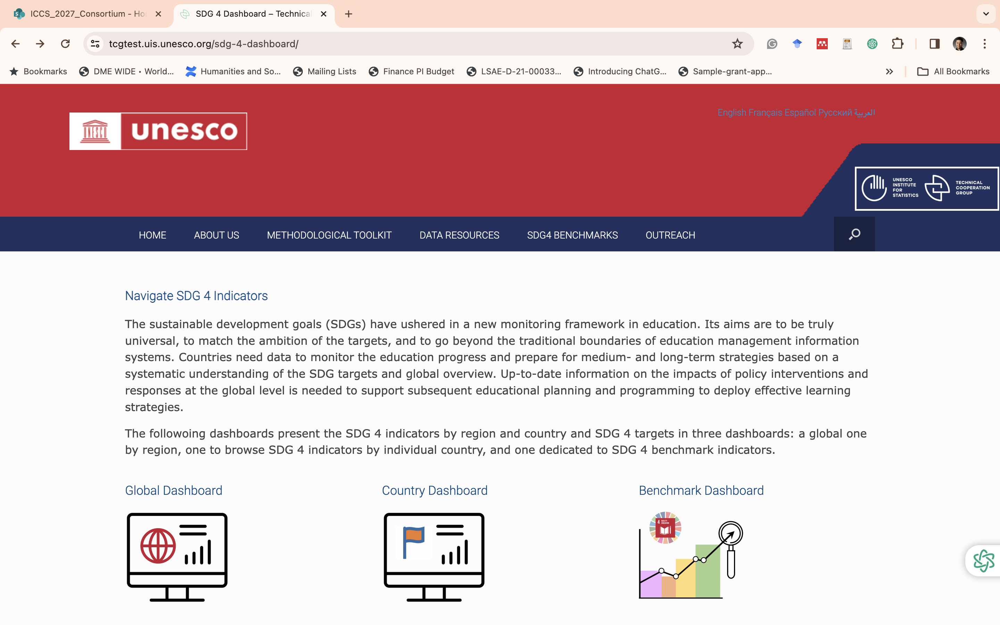 ICCS_2027_Consortium - Ho
SDG 4 Dashboard – Technical
tcgtest.uis.unesco.org/sdg-4-dashboard/
Bookmarks
DME WIDE • World...
Humanities and So...
Mailing Lists
Finance PI Budget
LSAE-D-21-00033...
Introducing ChatG...
Sample-grant-app...
All Bookmarks
English Français Español Русский العربية
UNESCO
unesco
UNESCO
INSTITUTE
FOR
STATISTICS
TECHNICAL
COOPERATION
GROUP
HOME
ABOUT US
METHODOLOGICAL TOOLKIT
DATA RESOURCES
SDG4 BENCHMARKS
OUTREACH
Navigate SDG 4 Indicators
The sustainable development goals (SDGs) have ushered in a new monitoring framework in education. Its aims are to be truly
universal, to match the ambition of the targets, and to go beyond the traditional boundaries of education management information
systems. Countries need data to monitor the education progress and prepare for medium- and long-term strategies based on a
systematic understanding of the SDG targets and global overview. Up-to-date information on the impacts of policy interventions and
responses at the global level is needed to support subsequent educational planning and programming to deploy effective learning
strategies.
The followoing dashboards present the SDG 4 indicators by region and country and SDG 4 targets in three dashboards: a global one
by region, one to browse SDG 4 indicators by individual country, and one dedicated to SDG 4 benchmark indicators.
Global Dashboard
Country Dashboard
Benchmark Dashboard
4 QUALITY
EDUCATION